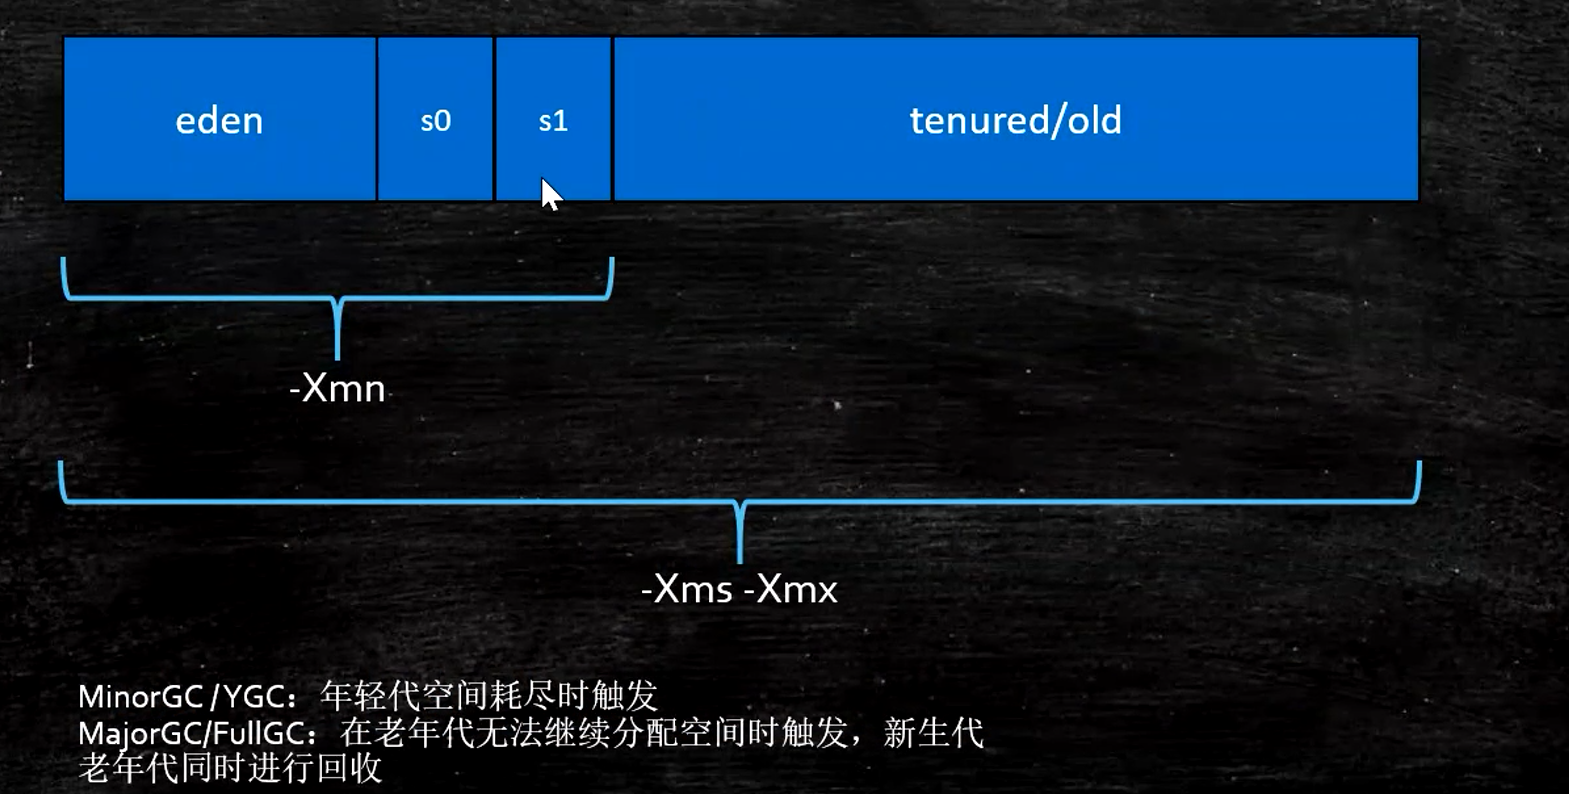 eden s0 s1 tenured/old
-Xmn
-Xms -Xmx
MinorGC/YGC：年轻代空间耗尽时触发
MajorGC/FullGC：在老年代无法继续分配空间时触发，新生代
老年代同时进行回收